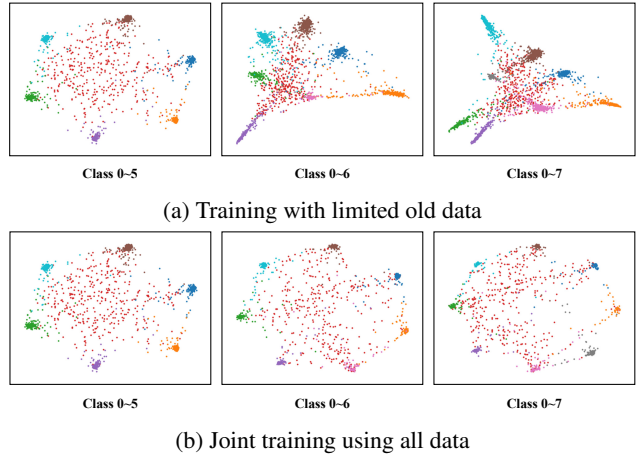 Class 0~5 Class 0~6 Class 0~7
(a) Training with limited old data
Class 0~5 Class 0~6 Class 0~7
(b) Joint training using all data